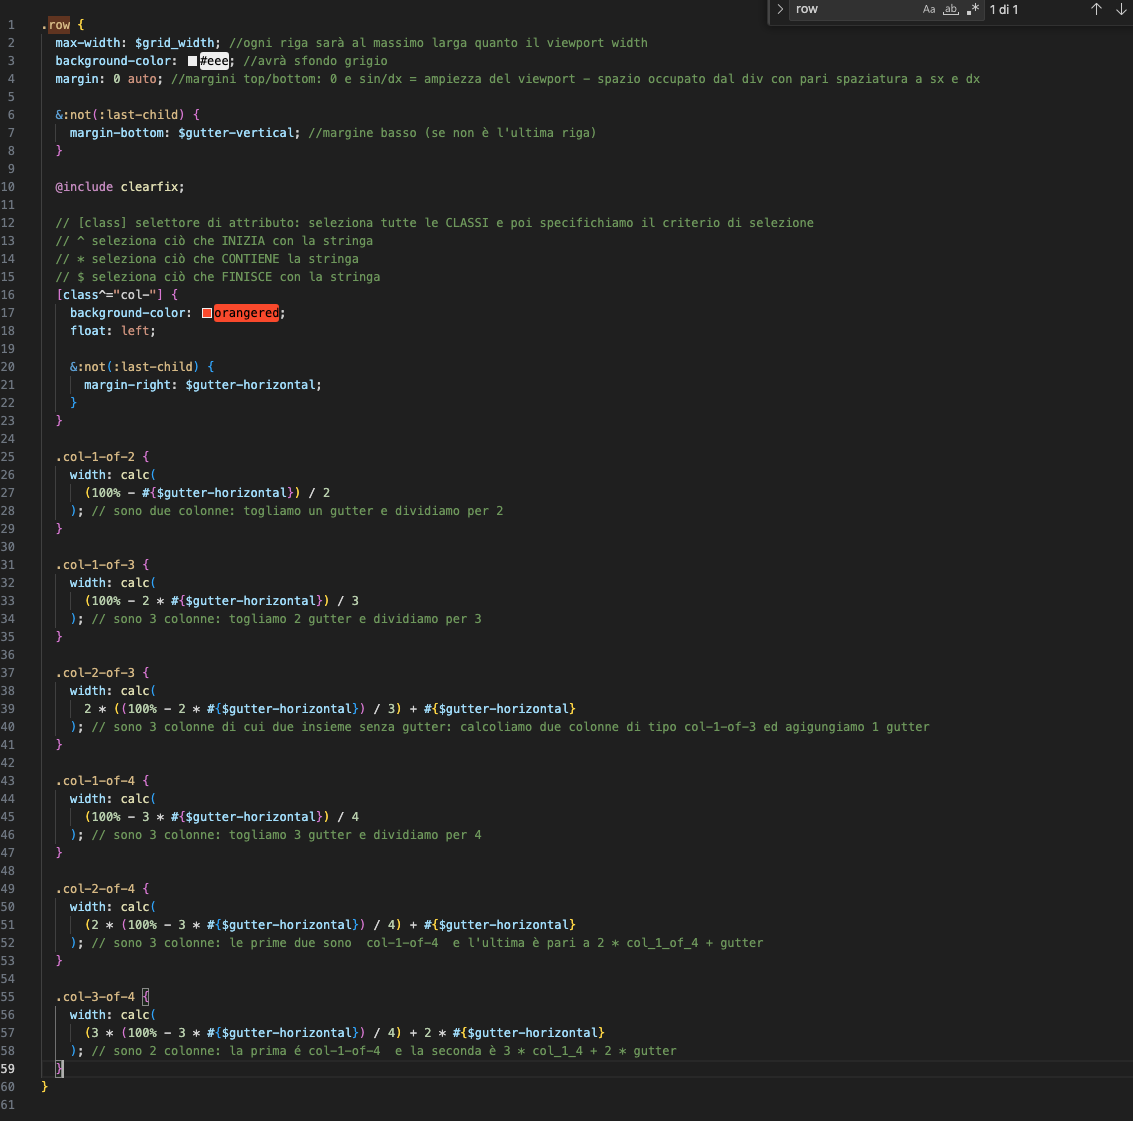 row Aa ab .* 1 di 1
1 .row {
2 max-width: $grid_width; //ogni riga sarà al massimo larga quanto il viewport width
3 background-color: #eee; //avrà sfondo grigio
4 margin: 0 auto; //margini top/bottom: 0 e sin/dx = ampiezza del viewport - spazio occupato dal div con pari spaziatura a sx e dx
5
6 &:not(:last-child) {
7 margin-bottom: $gutter-vertical; //margine basso (se non è l'ultima riga)
8 }
9
10 @include clearfix;
11
12 // [class] selettore di attributo: seleziona tutte le CLASSI e poi specifichiamo il criterio di selezione
13 // ^ seleziona ciò che INIZIA con la stringa
14 // * seleziona ciò che CONTIENE la stringa
15 // $ seleziona ciò che FINISCE con la stringa
16 [class^="col-"] {
17 background-color: orangered;
18 float: left;
19
20 &:not(:last-child) {
21 margin-right: $gutter-horizontal;
22 }
23 }
24
25 .col-1-of-2 {
26 width: calc(
27 (100% - #{$gutter-horizontal}) / 2
28 ); // sono due colonne: togliamo un gutter e dividiamo per 2
29 }
30
31 .col-1-of-3 {
32 width: calc(
33 (100% - 2 * #{$gutter-horizontal}) / 3
34 ); // sono 3 colonne: togliamo 2 gutter e dividiamo per 3
35 }
36
37 .col-2-of-3 {
38 width: calc(
39 2 * ((100% - 2 * #{$gutter-horizontal}) / 3) + #{$gutter-horizontal}
40 ); // sono 3 colonne di cui due insieme senza gutter: calcoliamo due colonne di tipo col-1-of-3 ed agigungiamo 1 gutter
41 }
42
43 .col-1-of-4 {
44 width: calc(
45 (100% - 3 * #{$gutter-horizontal}) / 4
46 ); // sono 3 colonne: togliamo 3 gutter e dividiamo per 4
47 }
48
49 .col-2-of-4 {
50 width: calc(
51 (2 * (100% - 3 * #{$gutter-horizontal}) / 4) + #{$gutter-horizontal}
52 ); // sono 3 colonne: le prime due sono  col-1-of-4  e l'ultima è pari a 2 * col_1_of_4 + gutter
53 }
54
55 .col-3-of-4 {
56 width: calc(
57 (3 * (100% - 3 * #{$gutter-horizontal}) / 4) + 2 * #{$gutter-horizontal}
58 ); // sono 2 colonne: la prima é col-1-of-4  e la seconda è 3 * col_1_4 + 2 * gutter
59 }
60 }
61